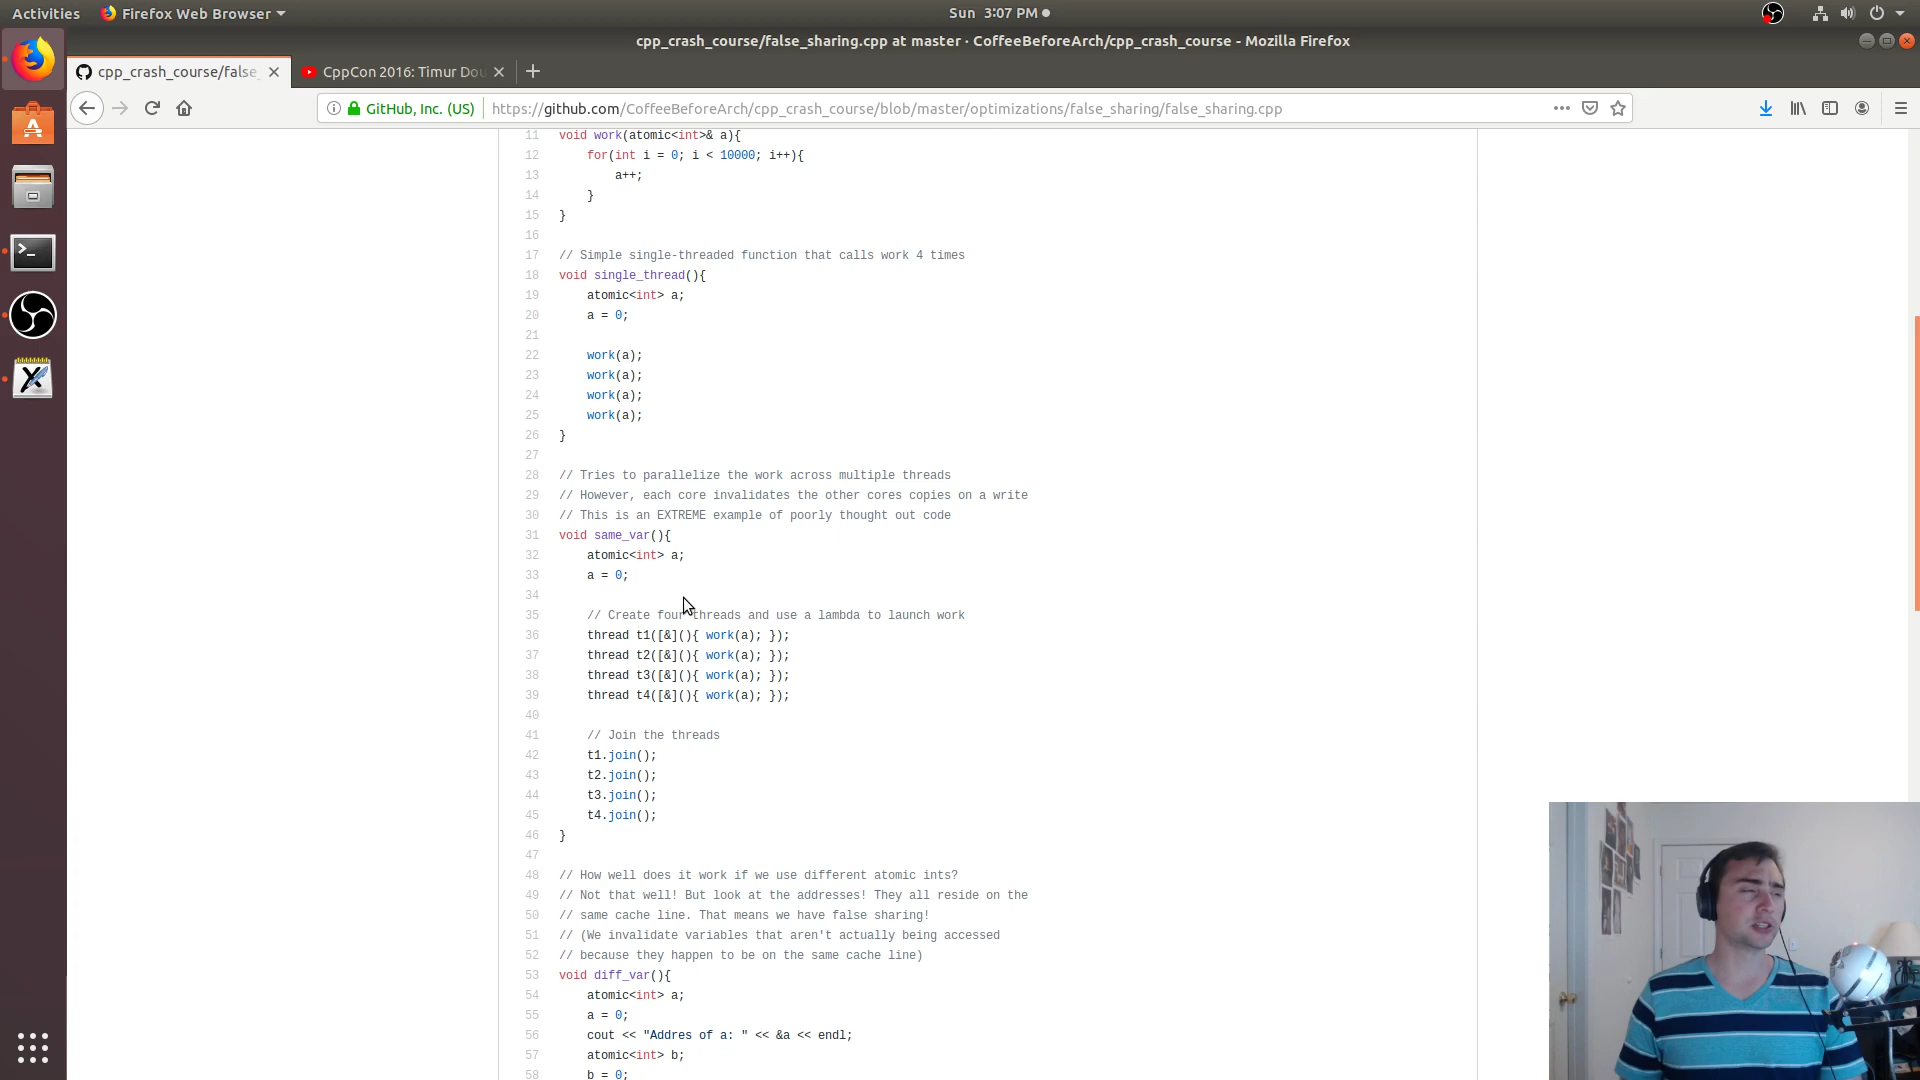 Activities
Firefox Web Browser
Sun 3:07 PM
cpp_crash_course/false_sharing.cpp at master · CoffeeBeforeArch/cpp_crash_course - Mozilla Firefox
cpp_crash_course/false_
CppCon 2016: Timur Dou
GitHub, Inc. (US)
https://github.com/CoffeeBeforeArch/cpp_crash_course/blob/master/optimizations/false_sharing/false_sharing.cpp
11 void work(atomic<int>& a){
12 for(int i = 0; i < 10000; i++){
13 a++;
14 }
15 }
16
17 // Simple single-threaded function that calls work 4 times
18 void single_thread(){
19 atomic<int> a;
20 a = 0;
21
22 work(a);
23 work(a);
24 work(a);
25 work(a);
26 }
27
28 // Tries to parallelize the work across multiple threads
29 // However, each core invalidates the other cores copies on a write
30 // This is an EXTREME example of poorly thought out code
31 void same_var(){
32 atomic<int> a;
33 a = 0;
34
35 // Create four threads and use a lambda to launch work
36 thread t1([&](){ work(a); });
37 thread t2([&](){ work(a); });
38 thread t3([&](){ work(a); });
39 thread t4([&](){ work(a); });
40
41 // Join the threads
42 t1.join();
43 t2.join();
44 t3.join();
45 t4.join();
46 }
47
48 // How well does it work if we use different atomic ints?
49 // Not that well! But look at the addresses! They all reside on the
50 // same cache line. That means we have false sharing!
51 // (We invalidate variables that aren't actually being accessed
52 // because they happen to be on the same cache line)
53 void diff_var(){
54 atomic<int> a;
55 a = 0;
56 cout << "Addres of a: " << &a << endl;
57 atomic<int> b;
58 b = 0;